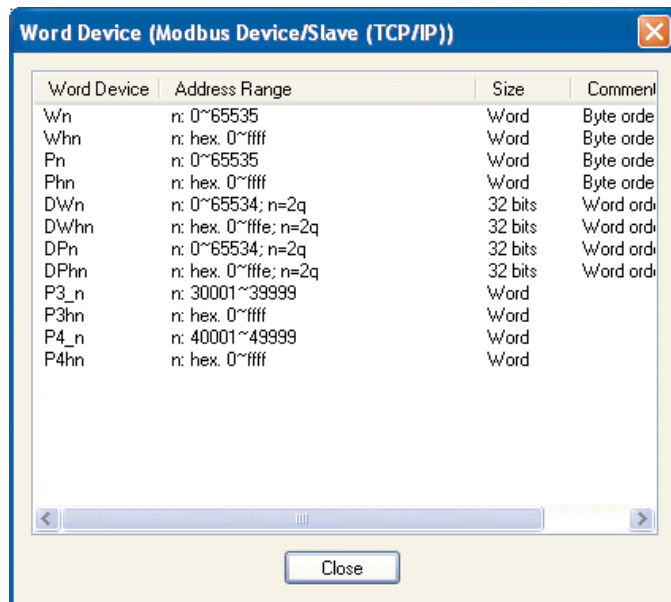 Word Device (Modbus Device/Slave (TCP/IP))
Word Device Address Range Size Comment
Wn n: 0~65535 Word Byte orde
Whn n: hex. 0~ffff Word Byte orde
Pn n: 0~65535 Word Byte orde
Phn n: hex. 0~ffff Word Byte orde
DWn n: 0~65534; n=2q 32 bits Word orde
DWhn n: hex. 0~fffe; n=2q 32 bits Word orde
DPn n: 0~65534; n=2q 32 bits Word orde
DPhn n: hex. 0~fffe; n=2q 32 bits Word orde
P3_n n: 30001~39999 Word
P3hn n: hex. 0~ffff Word
P4_n n: 40001~49999 Word
P4hn n: hex. 0~ffff Word
Close